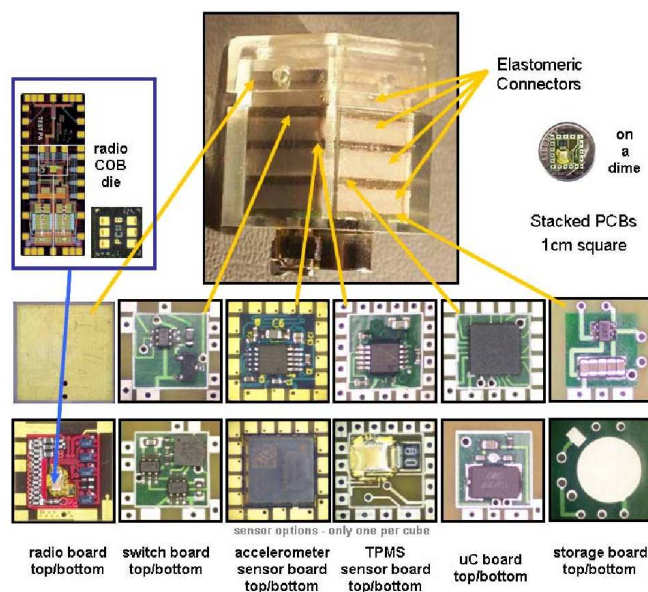 Elastomeric
Connectors
radio
COB
die
on
a
dime
Stacked PCBs
1cm square
sensor options - only one per cube
radio board
top/bottom
switch board
top/bottom
accelerometer
sensor board
top/bottom
TPMS
sensor board
top/bottom
uC board
top/bottom
storage board
top/bottom